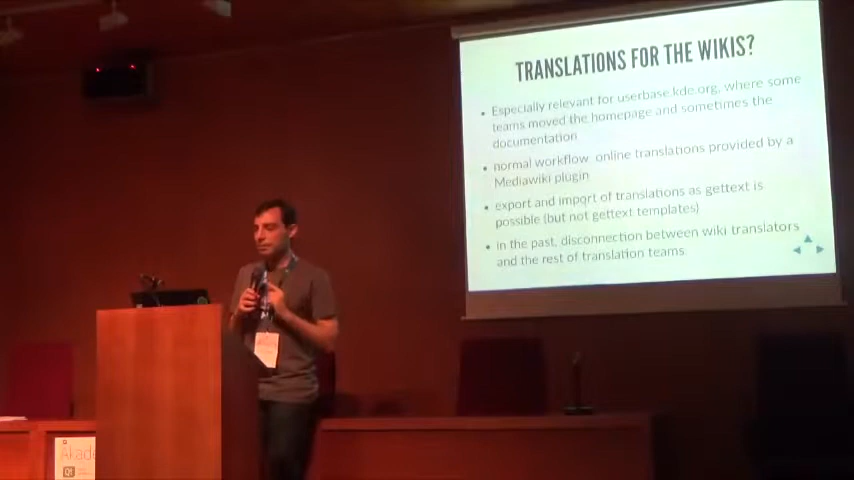 TRANSLATIONS FOR THE WIKIS?
• Especially relevant for userbase.kde.org, where some
teams moved the homepage and sometimes the
documentation
• normal workflow online translations provided by a
Mediawiki plugin
• export and import of translations as gettext is
possible (but not gettext templates)
• in the past, disconnection between wiki translators
and the rest of translation teams
Akade
Qt